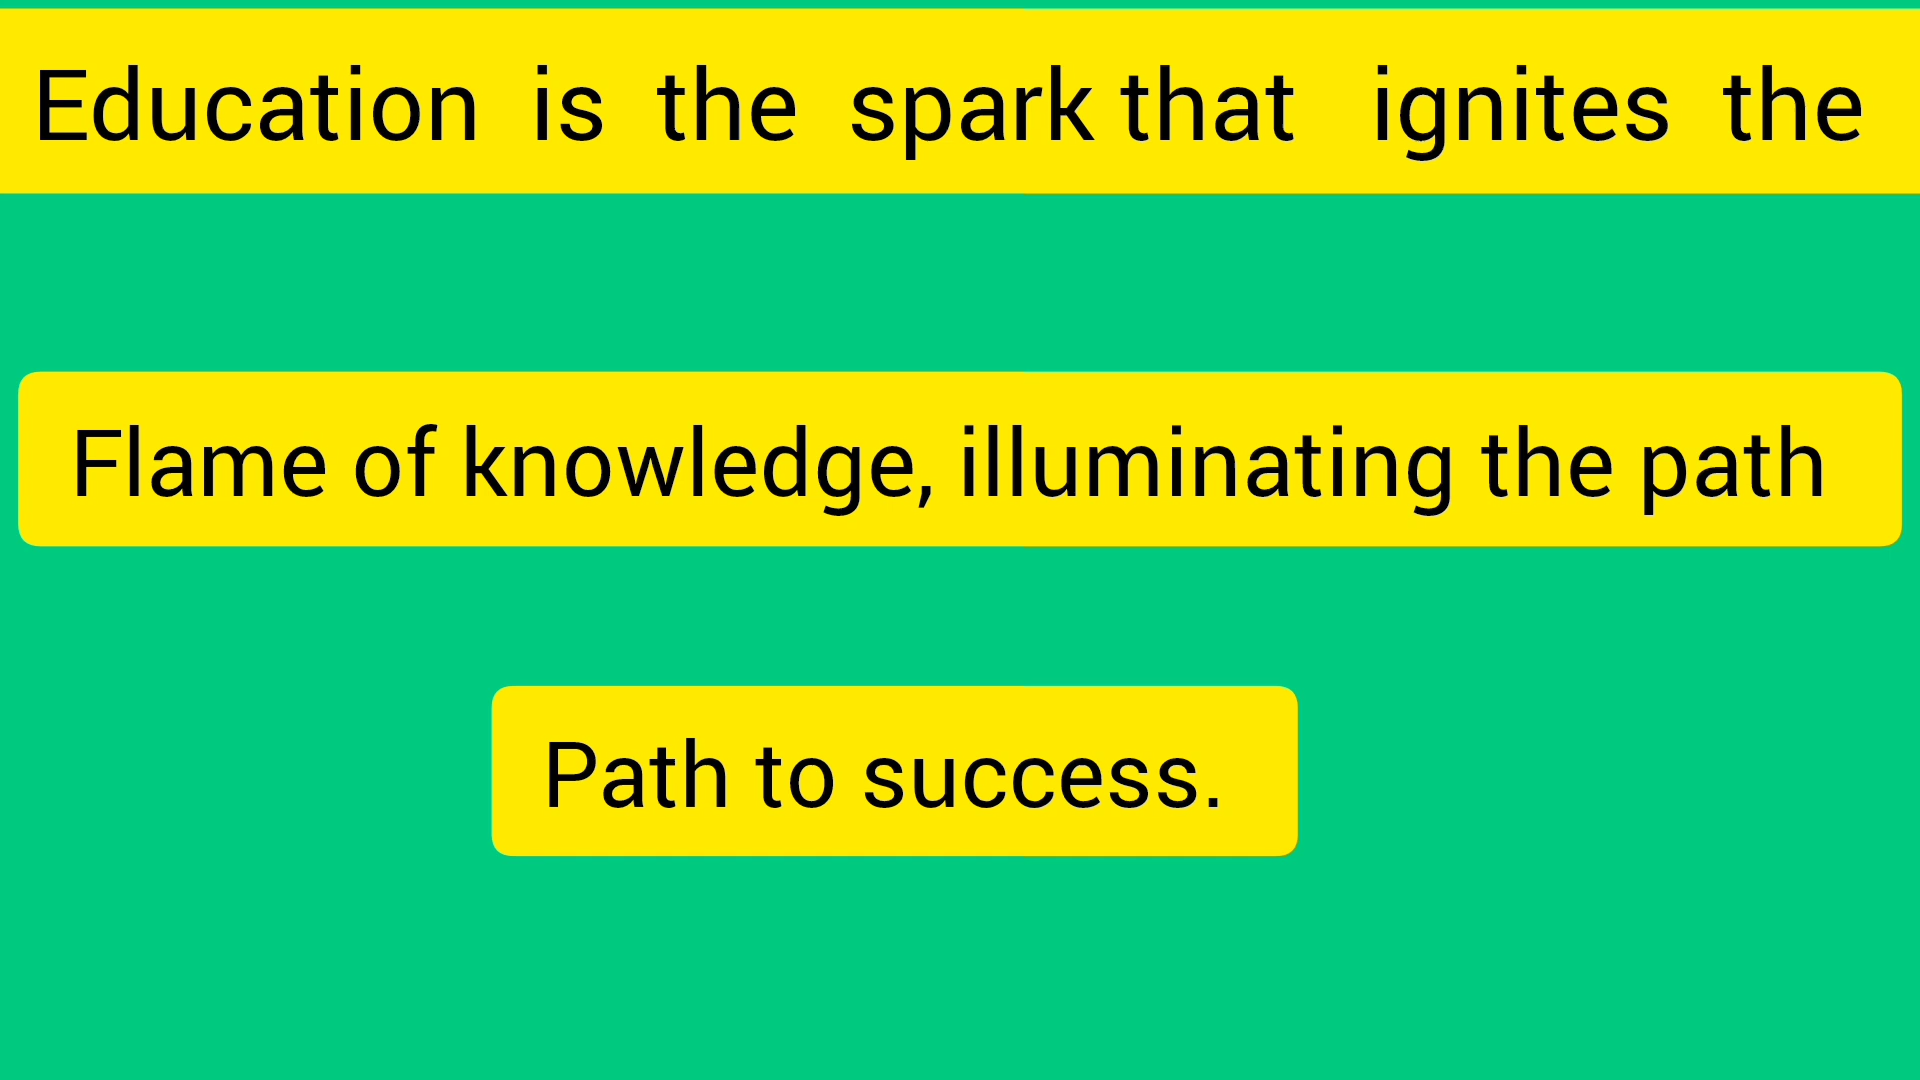 Education is the spark that ignites the
Flame of knowledge, illuminating the path
Path to success.